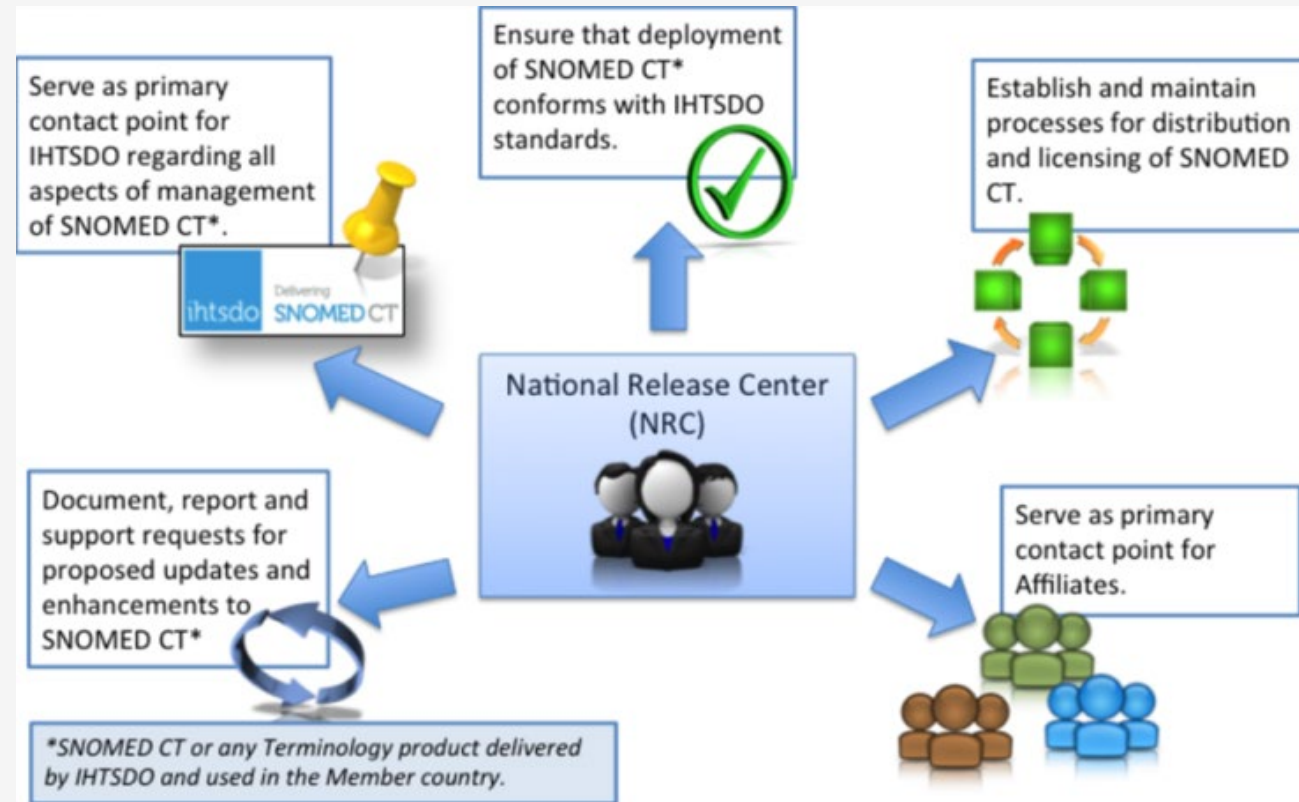 Serve as primary
contact point for
IHTSDO regarding all
aspects of management
of SNOMED CT*.
ihtsdo
Delivering
SNOMED CT
Ensure that deployment
of SNOMED CT*
conforms with IHTSDO
standards.
Establish and maintain
processes for distribution
and licensing of SNOMED
CT.
National Release Center
(NRC)
Document, report and
support requests for
proposed updates and
enhancements to
SNOMED CT*
Serve as primary
contact point for
Affiliates.
*SNOMED CT or any Terminology product delivered
by IHTSDO and used in the Member country.